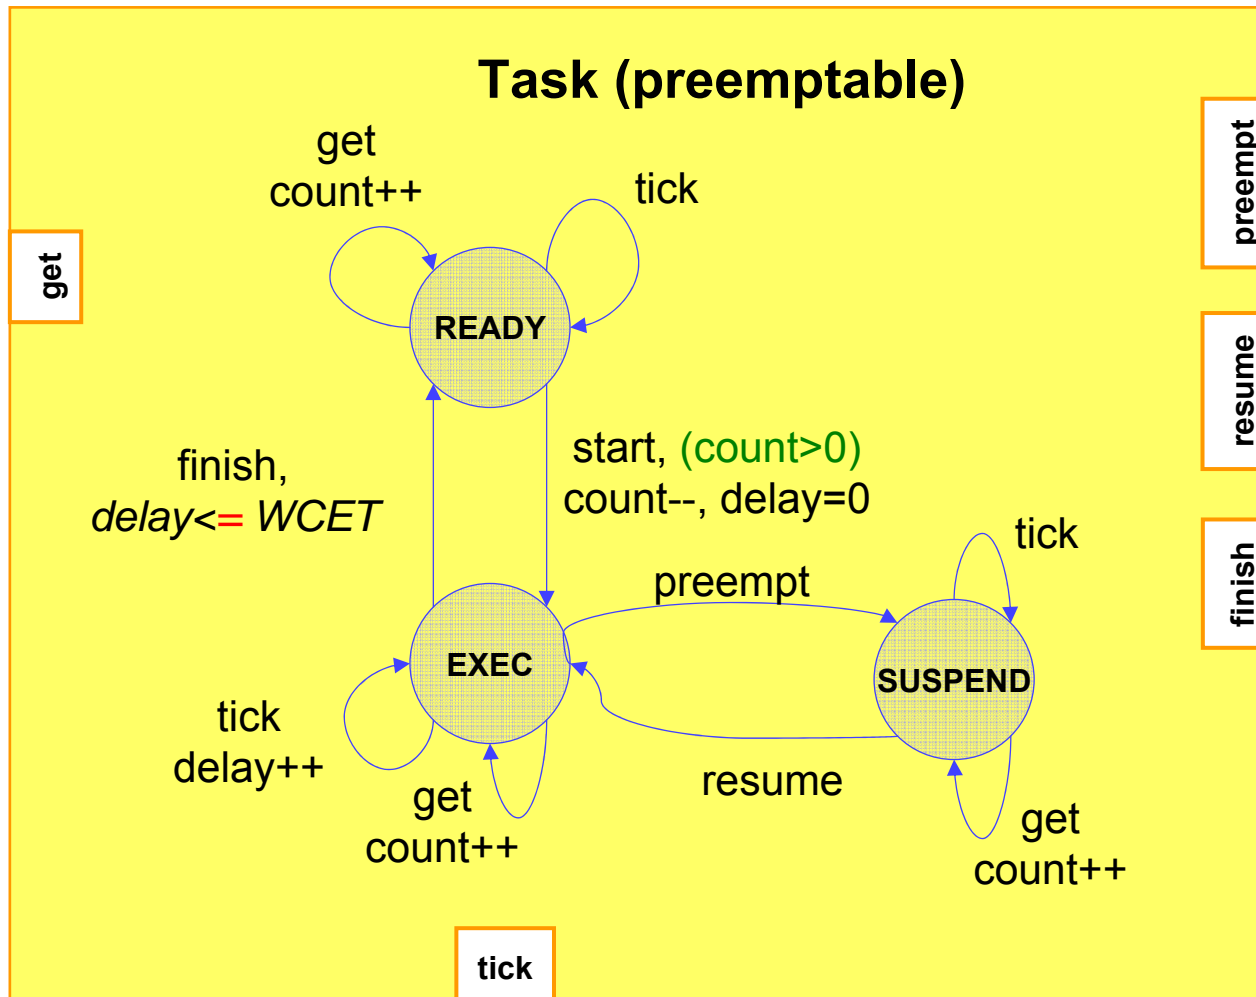 Task (preemptable)
get
count++
tick
preempt
get
READY
resume
start, (count>0)
count--, delay=0
finish,
delay<= WCET
finish
tick
preempt
EXEC
SUSPEND
tick
delay++
resume
get
count++
get
count++
tick